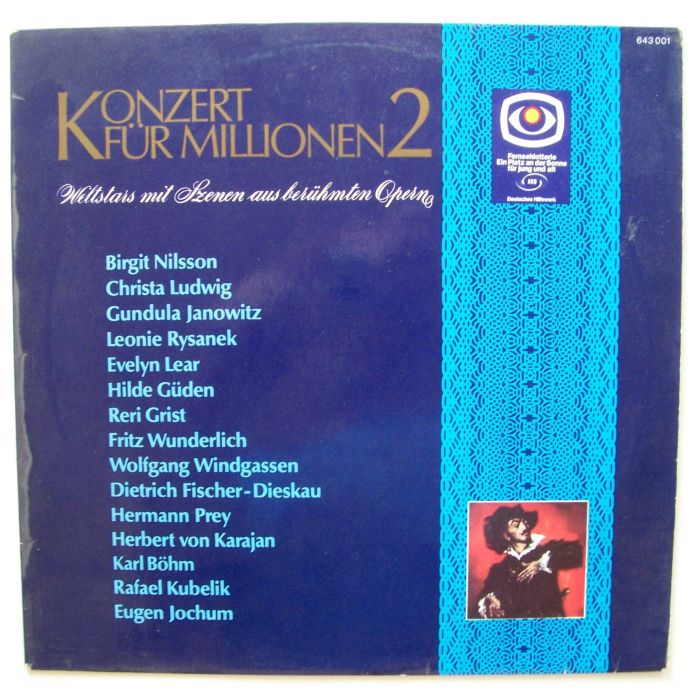 643 001
KONZERT
FÜR MILLIONEN 2
Weltstars mit Szenen aus berühmten Opern
Fernsehlotterie
Ein Platz an der Sonne
für jung und alt
ARD
Deutsches Hilfswerk
Birgit Nilsson
Christa Ludwig
Gundula Janowitz
Leonie Rysanek
Evelyn Lear
Hilde Güden
Reri Grist
Fritz Wunderlich
Wolfgang Windgassen
Dietrich Fischer-Dieskau
Hermann Prey
Herbert von Karajan
Karl Böhm
Rafael Kubelik
Eugen Jochum